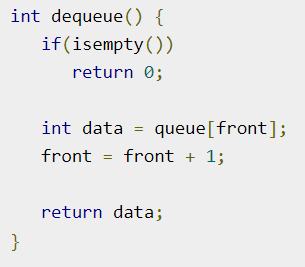 int dequeue() {
   if(isempty())
      return 0;

   int data = queue[front];
   front = front + 1;

   return data;
}